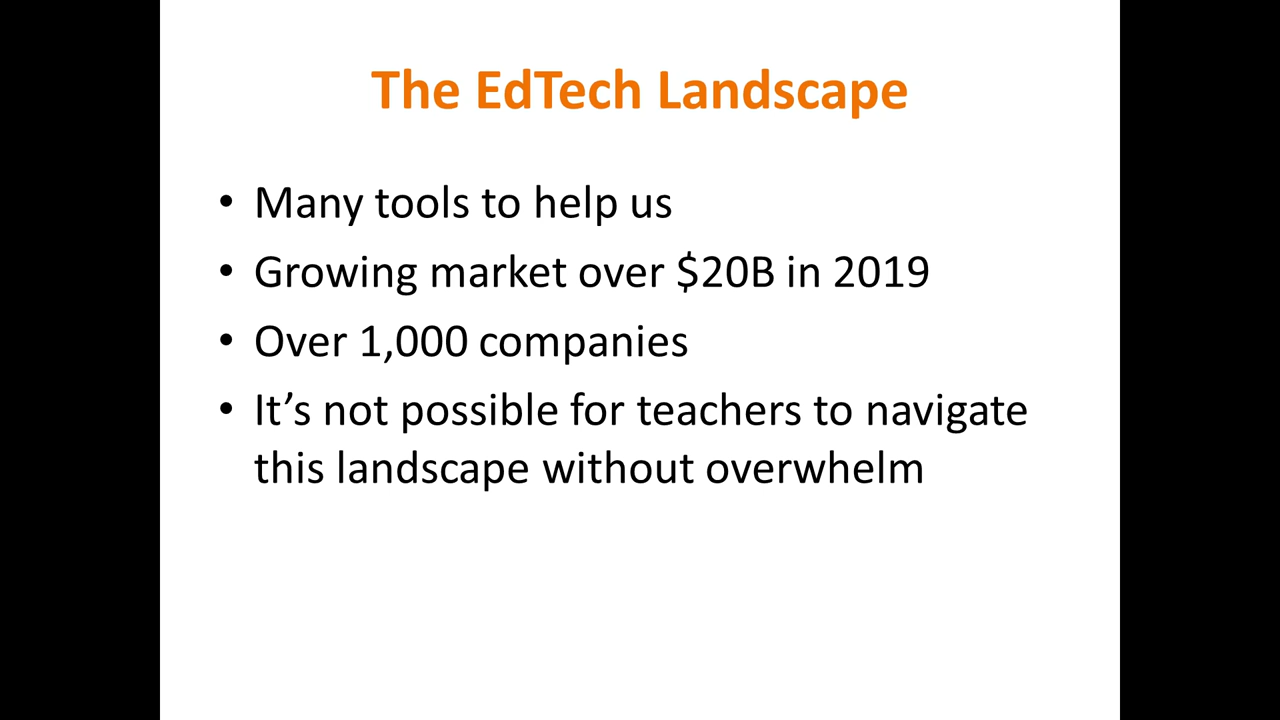 The EdTech Landscape
• Many tools to help us
• Growing market over $20B in 2019
• Over 1,000 companies
• It’s not possible for teachers to navigate
this landscape without overwhelm